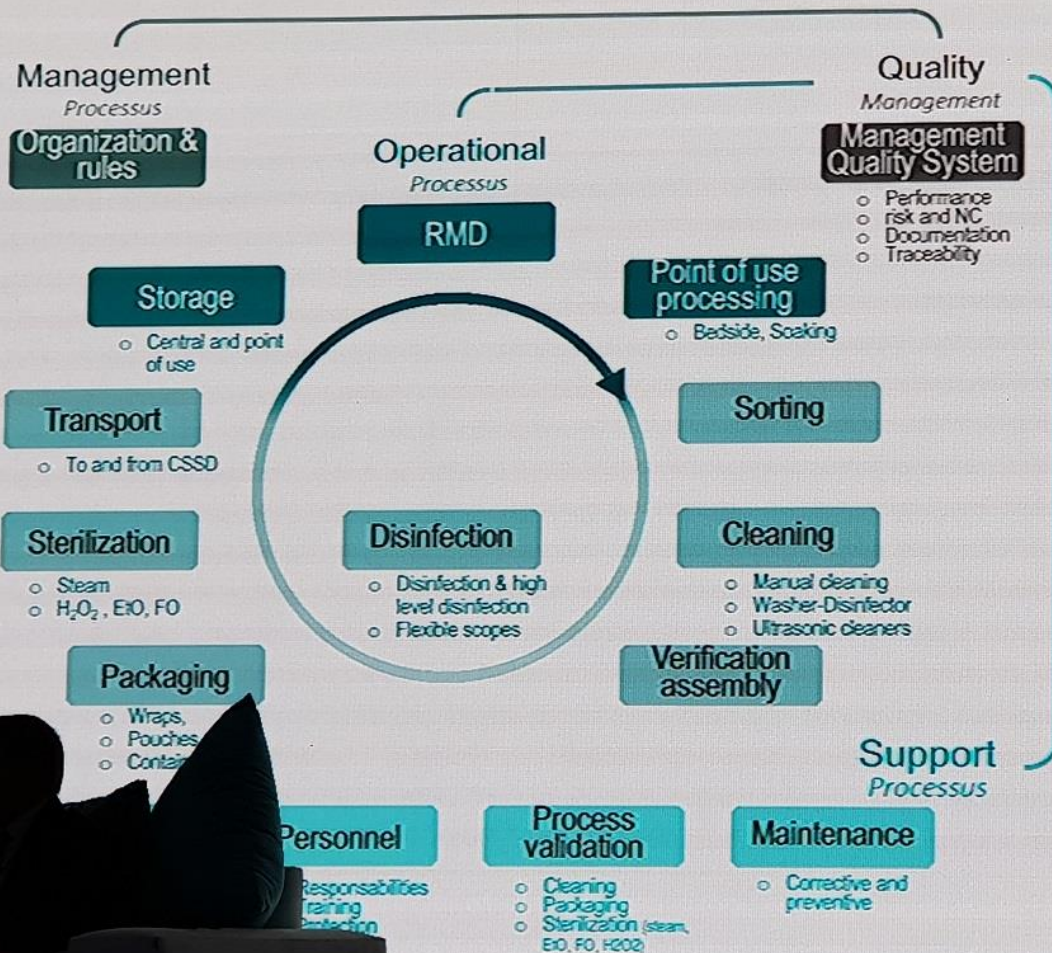 Management
Processus
Organization &
rules
Quality
Management
Management
Quality System
o Performance
o risk and NC
o Documentation
o Traceability
Operational
Processus
RMD
Point of use
processing
o Bedside, Soaking
Storage
o Central and point
of use
Sorting
Transport
o To and from CSSD
Cleaning
o Manual cleaning
o Washer-Disinfector
o Ultrasonic cleaners
Disinfection
o Disinfection & high
level disinfection
o Flexible scopes
Sterilization
o Steam
o H₂O₂ , EtO, FO
Verification
assembly
Packaging
o Wraps,
o Pouches
o
Support
Processus
Personnel
Responsabilities
Training
Protection
Process
validation
o Cleaning
o Packaging
o Sterilization (steam,
EtO, FO, H2O2)
Maintenance
o Corrective and
preventive